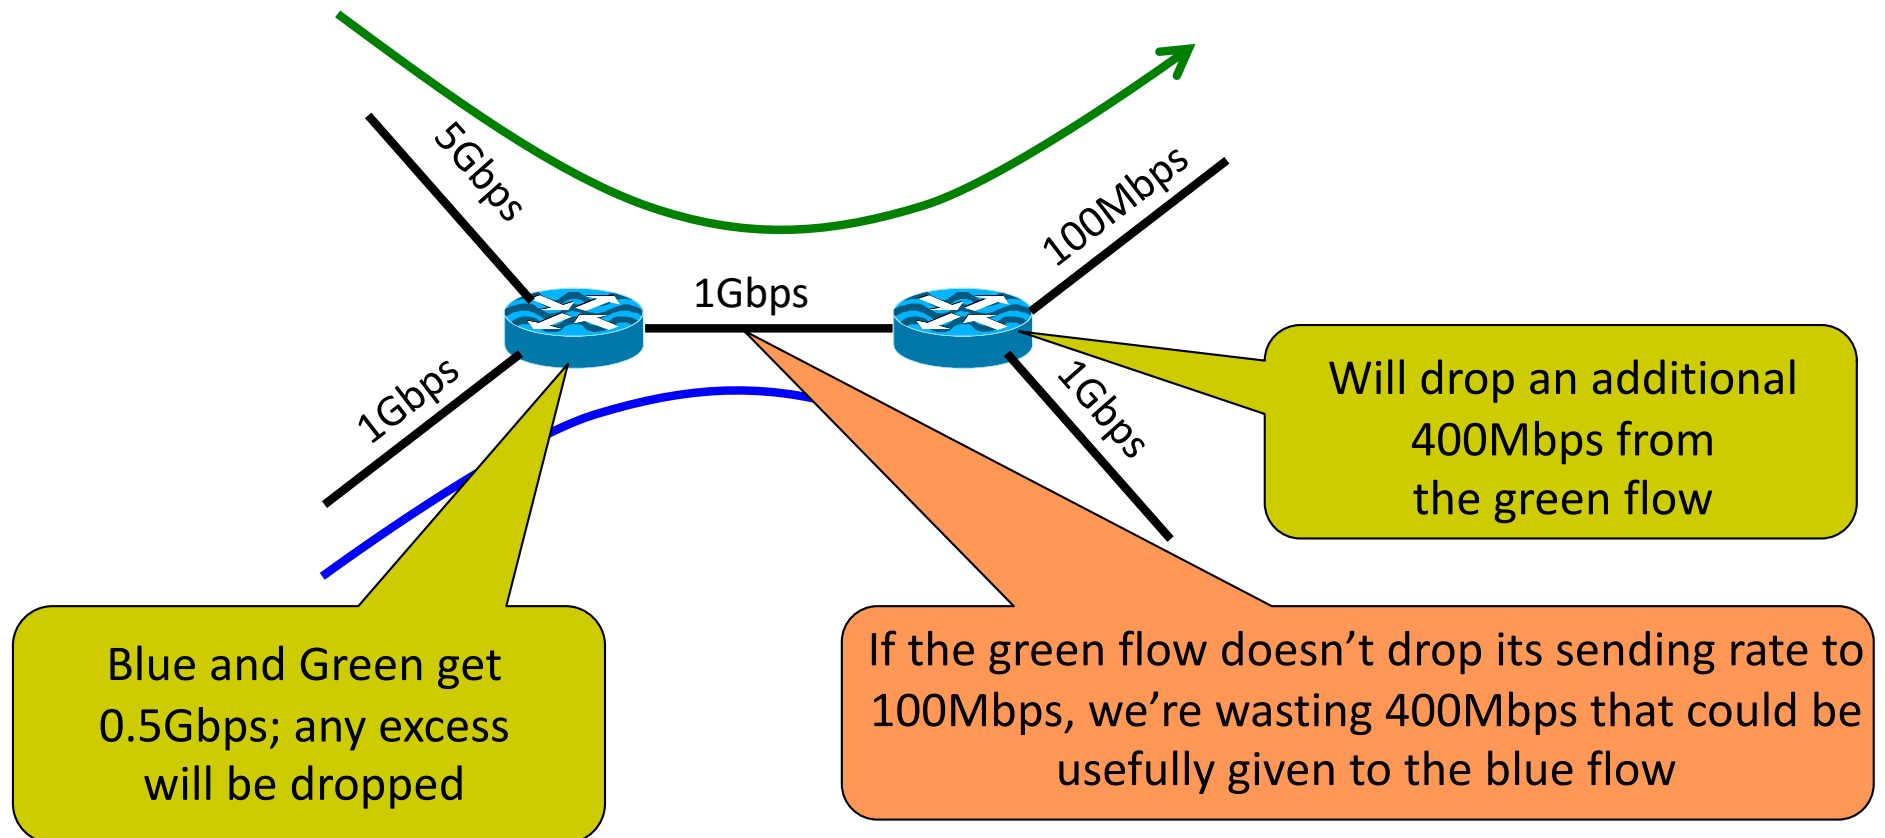 5Gbps
100Mbps
1Gbps
1Gbps
1Gbps
Will drop an additional
400Mbps from
the green flow
Blue and Green get
0.5Gbps; any excess
will be dropped
If the green flow doesn’t drop its sending rate to
100Mbps, we’re wasting 400Mbps that could be
usefully given to the blue flow